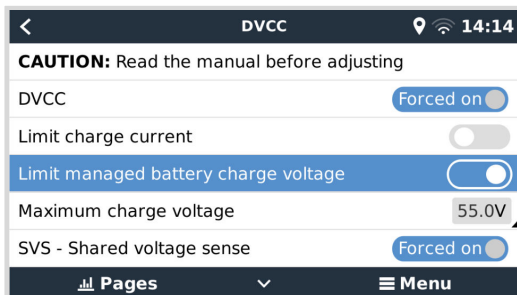 DVCC 14:14
CAUTION: Read the manual before adjusting
DVCC Forced on
Limit charge current
Limit managed battery charge voltage
Maximum charge voltage 55.0V
SVS - Shared voltage sense Forced on
Pages Menu